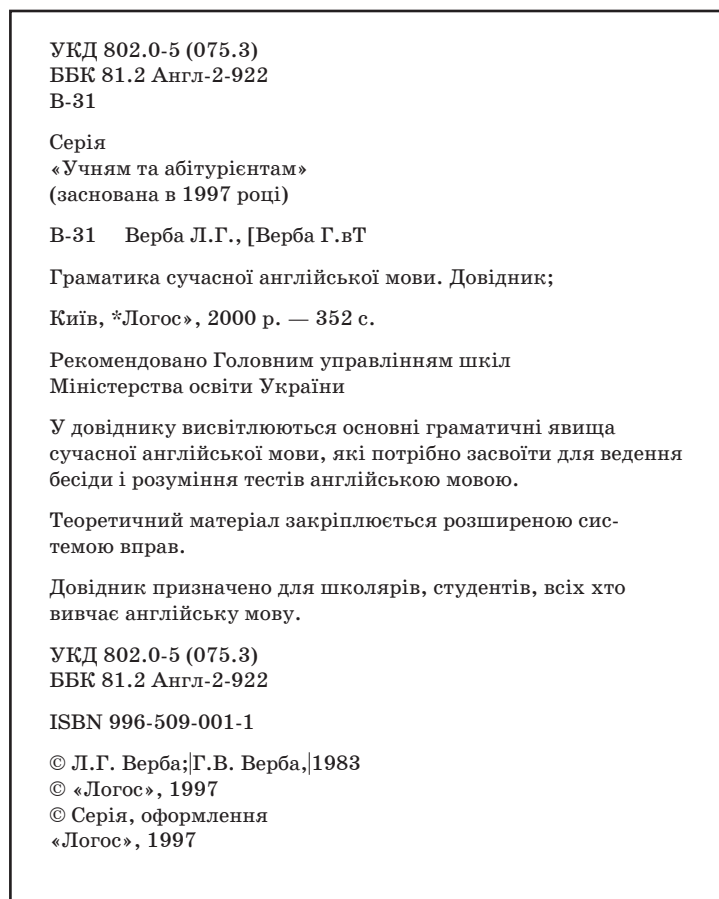 УКД 802.0-5 (075.3)
ББК 81.2 Англ-2-922
В-31
Серія
«Учням та абітурієнтам»
(заснована в 1997 році)
В-31 Верба Л.Г., [Верба Г.вТ
Граматика сучасної англійської мови. Довідник;
Київ, *Логос», 2000 р. — 352 с.
Рекомендовано Головним управлінням шкіл
Міністерства освіти України
У довіднику висвітлюються основні граматичні явища
сучасної англійської мови, які потрібно засвоїти для ведення
бесіди і розуміння тестів англійською мовою.
Теоретичний матеріал закріплюється розширеною сис-
темою вправ.
Довідник призначено для школярів, студентів, всіх хто
вивчає англійську мову.
УКД 802.0-5 (075.3)
ББК 81.2 Англ-2-922
ISBN 996-509-001-1
© Л.Г. Верба;|Г.В. Верба,|1983
© «Логос», 1997
© Серія, оформлення
«Логос», 1997